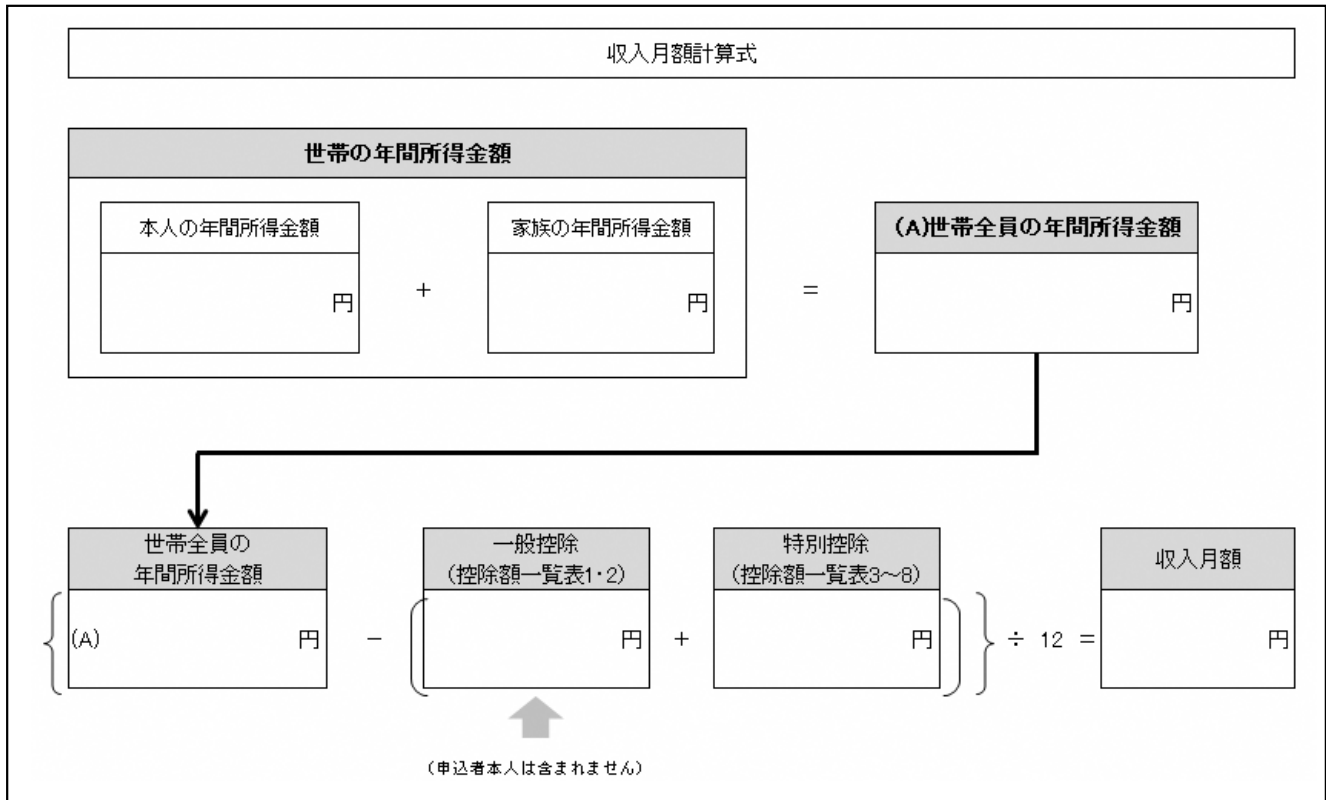 収入月額計算式
世帯の年間所得金額
本人の年間所得金額
家族の年間所得金額
(A)世帯全員の年間所得金額
円
+
円
=
円
世帯全員の
年間所得金額
一般控除
(控除額一覧表1・2)
特別控除
(控除額一覧表3～8)
収入月額
(A) 円 － ( 円 + 円 ) } ÷ 12 = 円
(申込者本人は含まれません)